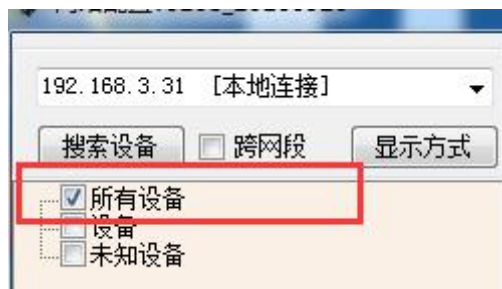 192.168.3.31 [本地连接]
搜索设备 跨网段 显示方式
所有设备
设备
未知设备